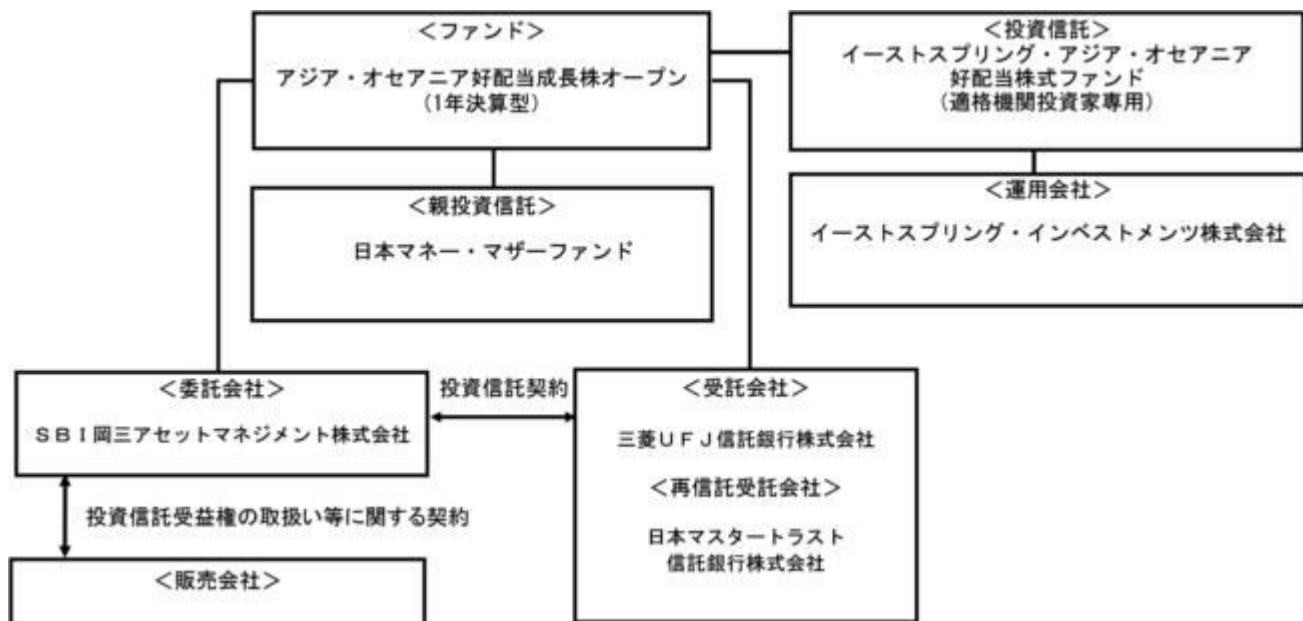 ＜ファンド＞
アジア・オセアニア好配当成長株オープン
（1年決算型）
＜投資信託＞
イーストスプリング・アジア・オセアニア
好配当株式ファンド
（適格機関投資家専用）
＜親投資信託＞
日本マネー・マザーファンド
＜運用会社＞
イーストスプリング・インベストメンツ株式会社
＜委託会社＞
ＳＢＩ岡三アセットマネジメント株式会社
投資信託契約
＜受託会社＞
三菱ＵＦＪ信託銀行株式会社
＜再信託受託会社＞
日本マスタートラスト
信託銀行株式会社
投資信託受益権の取扱い等に関する契約
＜販売会社＞